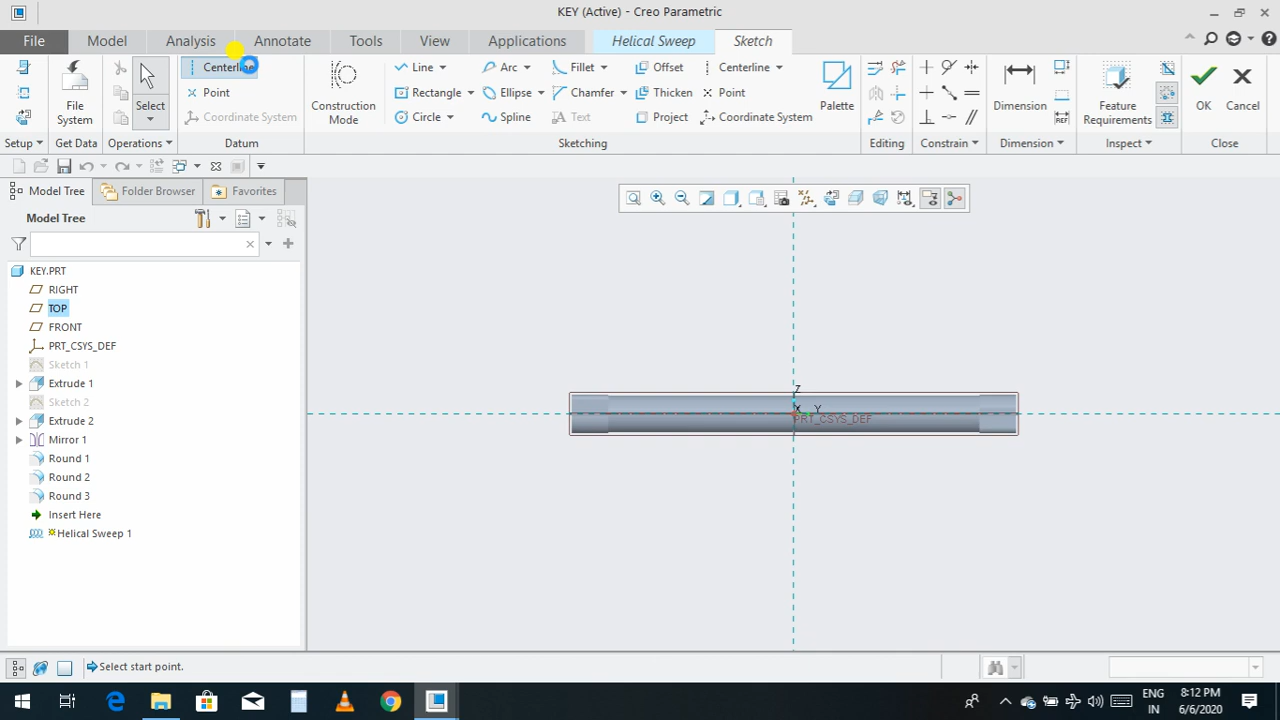 KEY (Active) - Creo Parametric
File Model Analysis Annotate Tools View Applications Helical Sweep Sketch
Centerline Line Arc Fillet Offset Centerline
Point Rectangle Ellipse Chamfer Thicken Point
Coordinate System Circle Spline Text Project Coordinate System
File System Select Construction Mode Palette Dimension Feature Requirements OK Cancel
Setup Get Data Operations Datum Sketching Editing Constrain Dimension Inspect Close
REF
Model Tree Folder Browser Favorites
Model Tree
KEY.PRT
RIGHT
TOP
FRONT
PRT_CSYS_DEF
Sketch 1
Extrude 1
Sketch 2
Extrude 2
Mirror 1
Round 1
Round 2
Round 3
Insert Here
Helical Sweep 1
Z
X Y
PRT_CSYS_DEF
Select start point.
ENG
IN
8:12 PM
6/6/2020